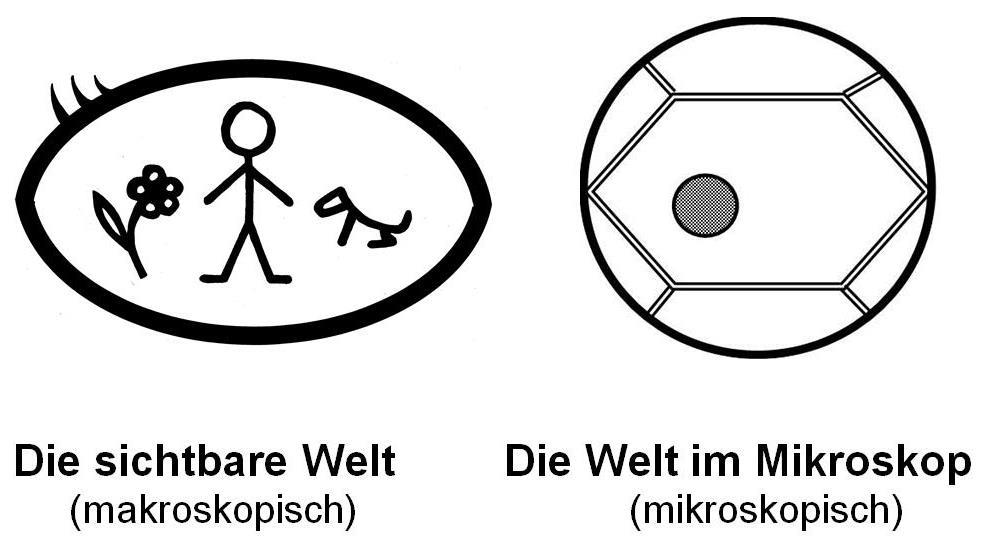 Die sichtbare Welt
(makroskopisch)
Die Welt im Mikroskop
(mikroskopisch)